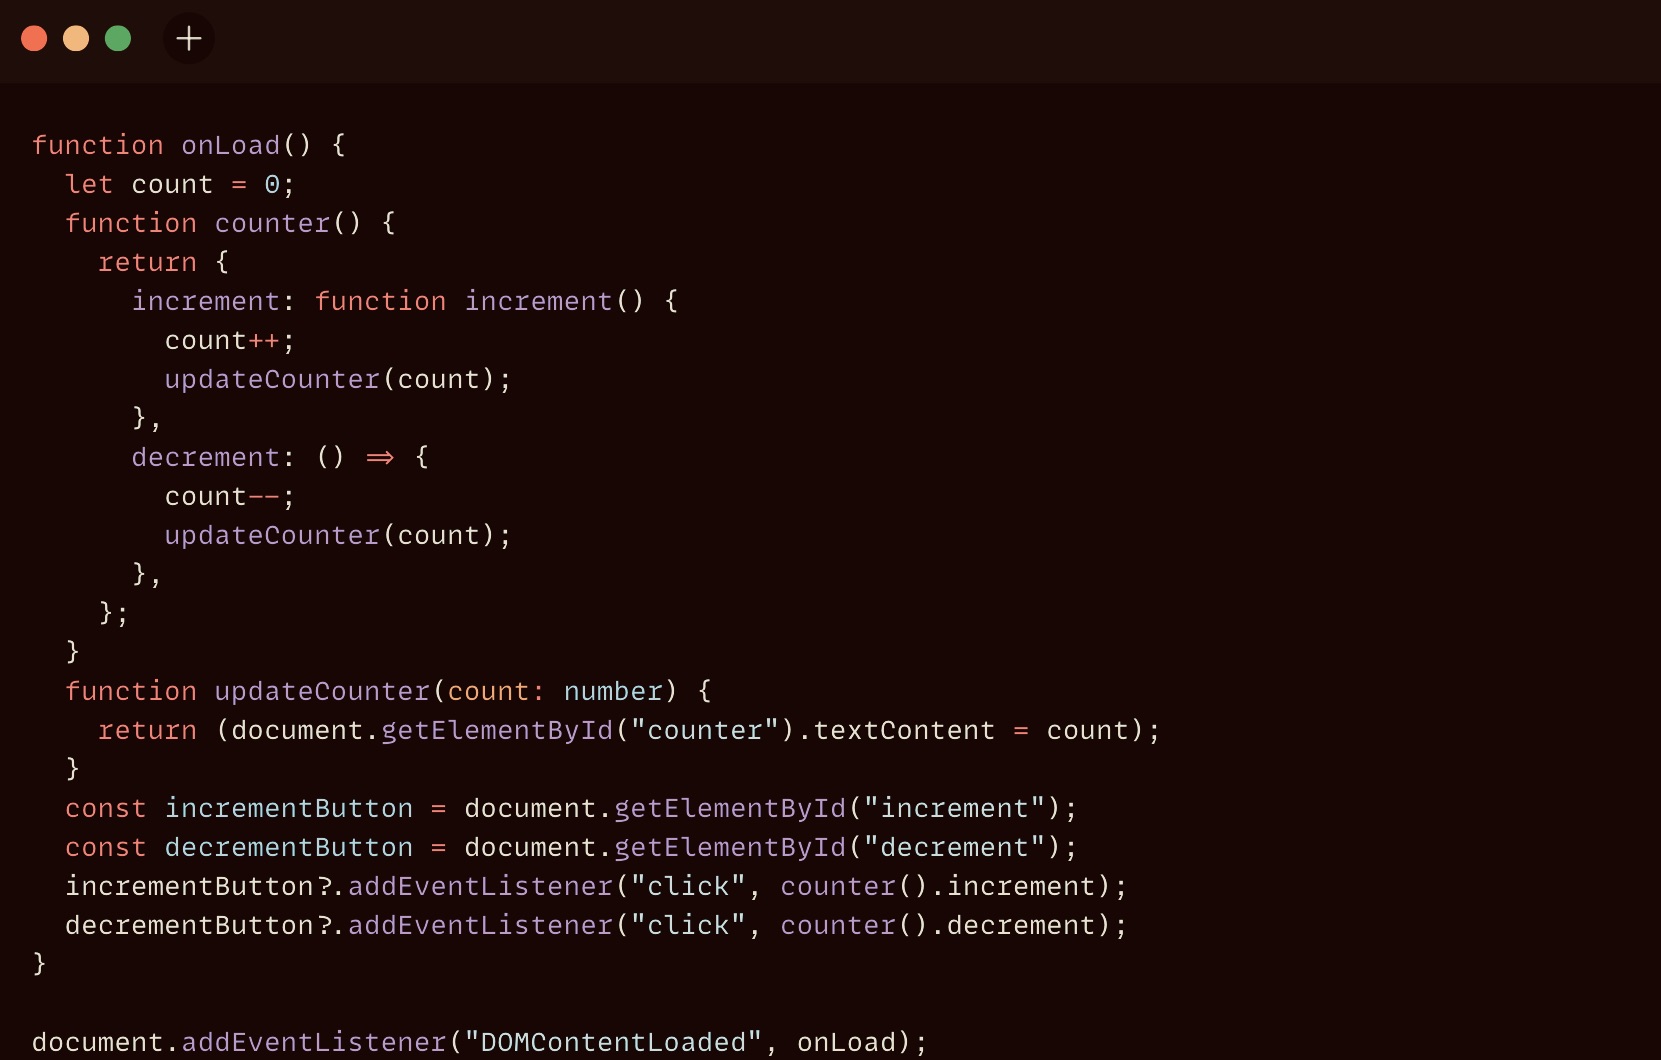 function onLoad() {
  let count = 0;
  function counter() {
    return {
      increment: function increment() {
        count++;
        updateCounter(count);
      },
      decrement: () => {
        count--;
        updateCounter(count);
      },
    };
  }
  function updateCounter(count: number) {
    return (document.getElementById("counter").textContent = count);
  }
  const incrementButton = document.getElementById("increment");
  const decrementButton = document.getElementById("decrement");
  incrementButton?.addEventListener("click", counter().increment);
  decrementButton?.addEventListener("click", counter().decrement);
}

document.addEventListener("DOMContentLoaded", onLoad);